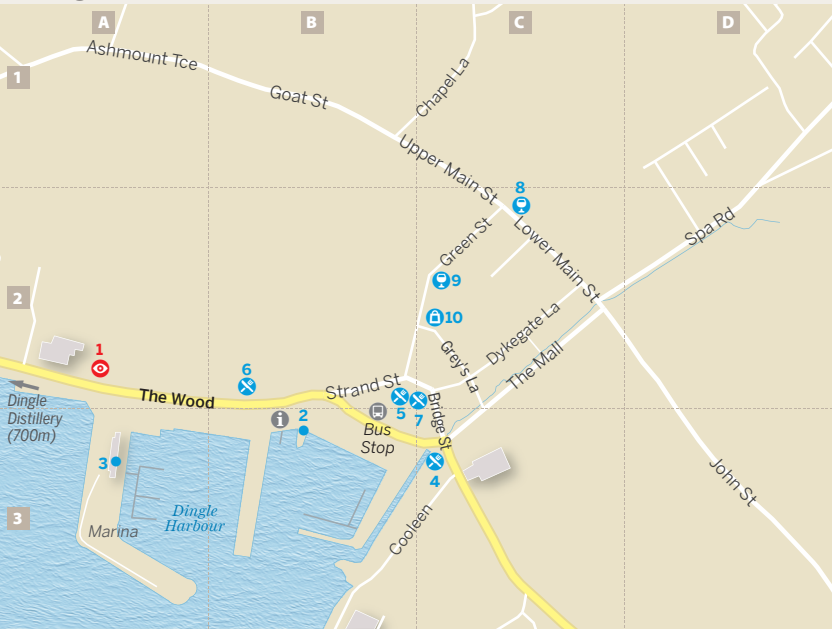 A
B
C
D
1
Ashmount Tce
Goat St
Chapel La
Upper Main St
8
Green St
Lower Main St
Spa Rd
2
9
10
Grey's La
Dykegate La
The Mall
1
6
The Wood
Strand St
5
7
Bridge St
Dingle
Distillery
(700m)
i
2
Bus
Stop
3
4
John St
3
Dingle
Harbour
Marina
Cooleen